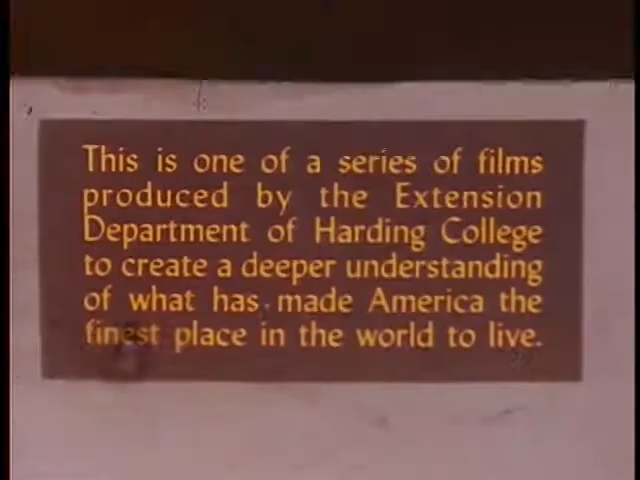 This is one of a series of films
produced by the Extension
Department of Harding College
to create a deeper understanding
of what has made America the
finest place in the world to live.